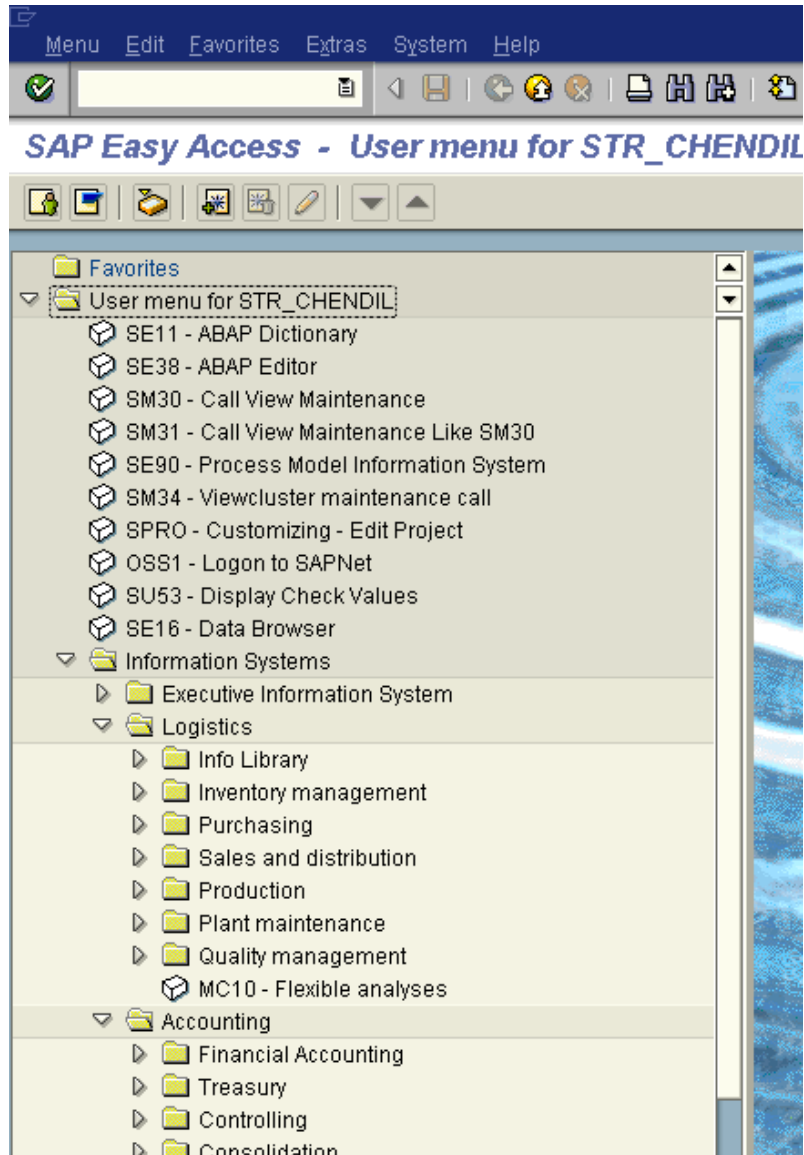 Menu Edit Favorites Extras System Help
SAP Easy Access - User menu for STR_CHENDIL
Favorites
User menu for STR_CHENDIL
SE11 - ABAP Dictionary
SE38 - ABAP Editor
SM30 - Call View Maintenance
SM31 - Call View Maintenance Like SM30
SE90 - Process Model Information System
SM34 - Viewcluster maintenance call
SPRO - Customizing - Edit Project
OSS1 - Logon to SAPNet
SU53 - Display Check Values
SE16 - Data Browser
Information Systems
Executive Information System
Logistics
Info Library
Inventory management
Purchasing
Sales and distribution
Production
Plant maintenance
Quality management
MC10 - Flexible analyses
Accounting
Financial Accounting
Treasury
Controlling
Consolidation